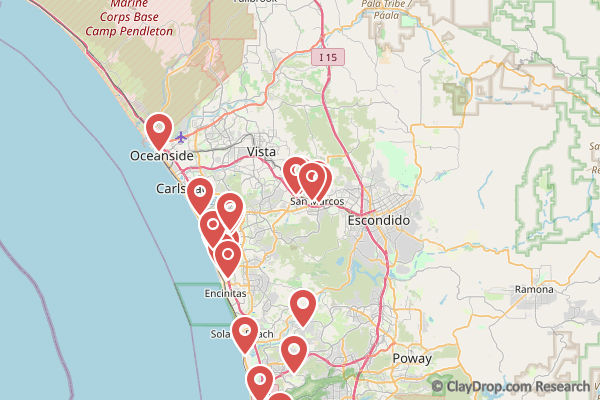 Fallbrook
Marine
Corps Base
Camp Pendleton
Pala Tribe /
Páala
I 15
Oceanside
Vista
Carlsbad
San Marcos
Escondido
Encinitas
Ramona
Solana Beach
Poway
© ClayDrop.com Research